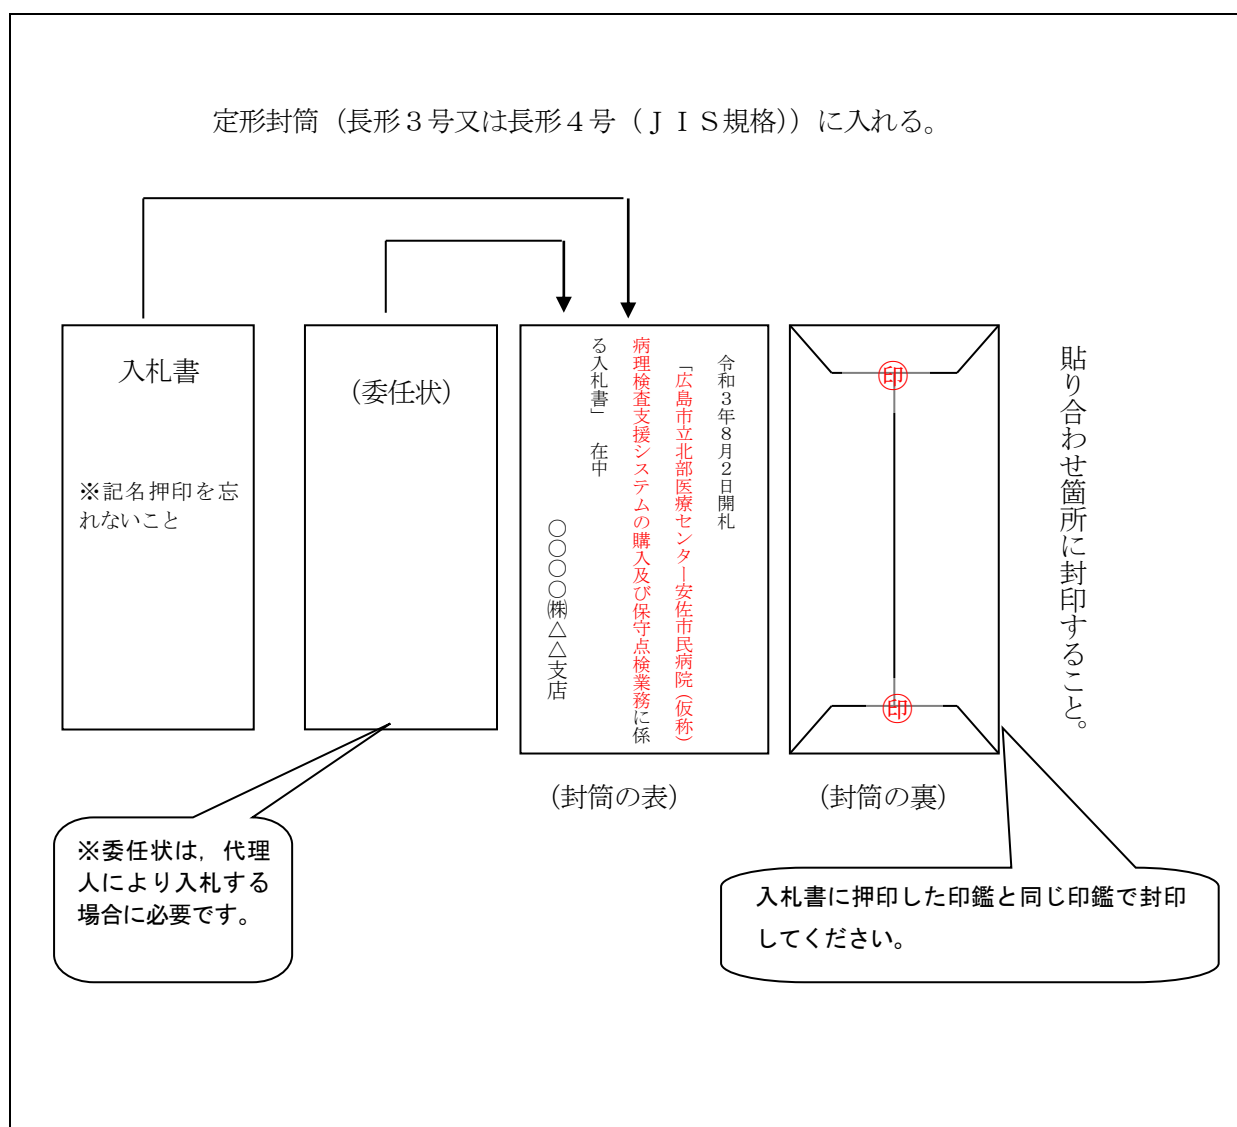 定形封筒（長形３号又は長形４号（ＪＩＳ規格））に入れる。
入札書
※記名押印を忘
れないこと
（委任状）
令和３年８月２日開札
「広島市立北部医療センター安佐市民病院（仮称）
病理検査支援システムの購入及び保守点検業務に係
る入札書」　在中
〇〇〇〇㈱△△支店
印
印
貼り合わせ箇所に封印すること。
（封筒の表）
（封筒の裏）
※委任状は，代理
人により入札する
場合に必要です。
入札書に押印した印鑑と同じ印鑑で封印
してください。